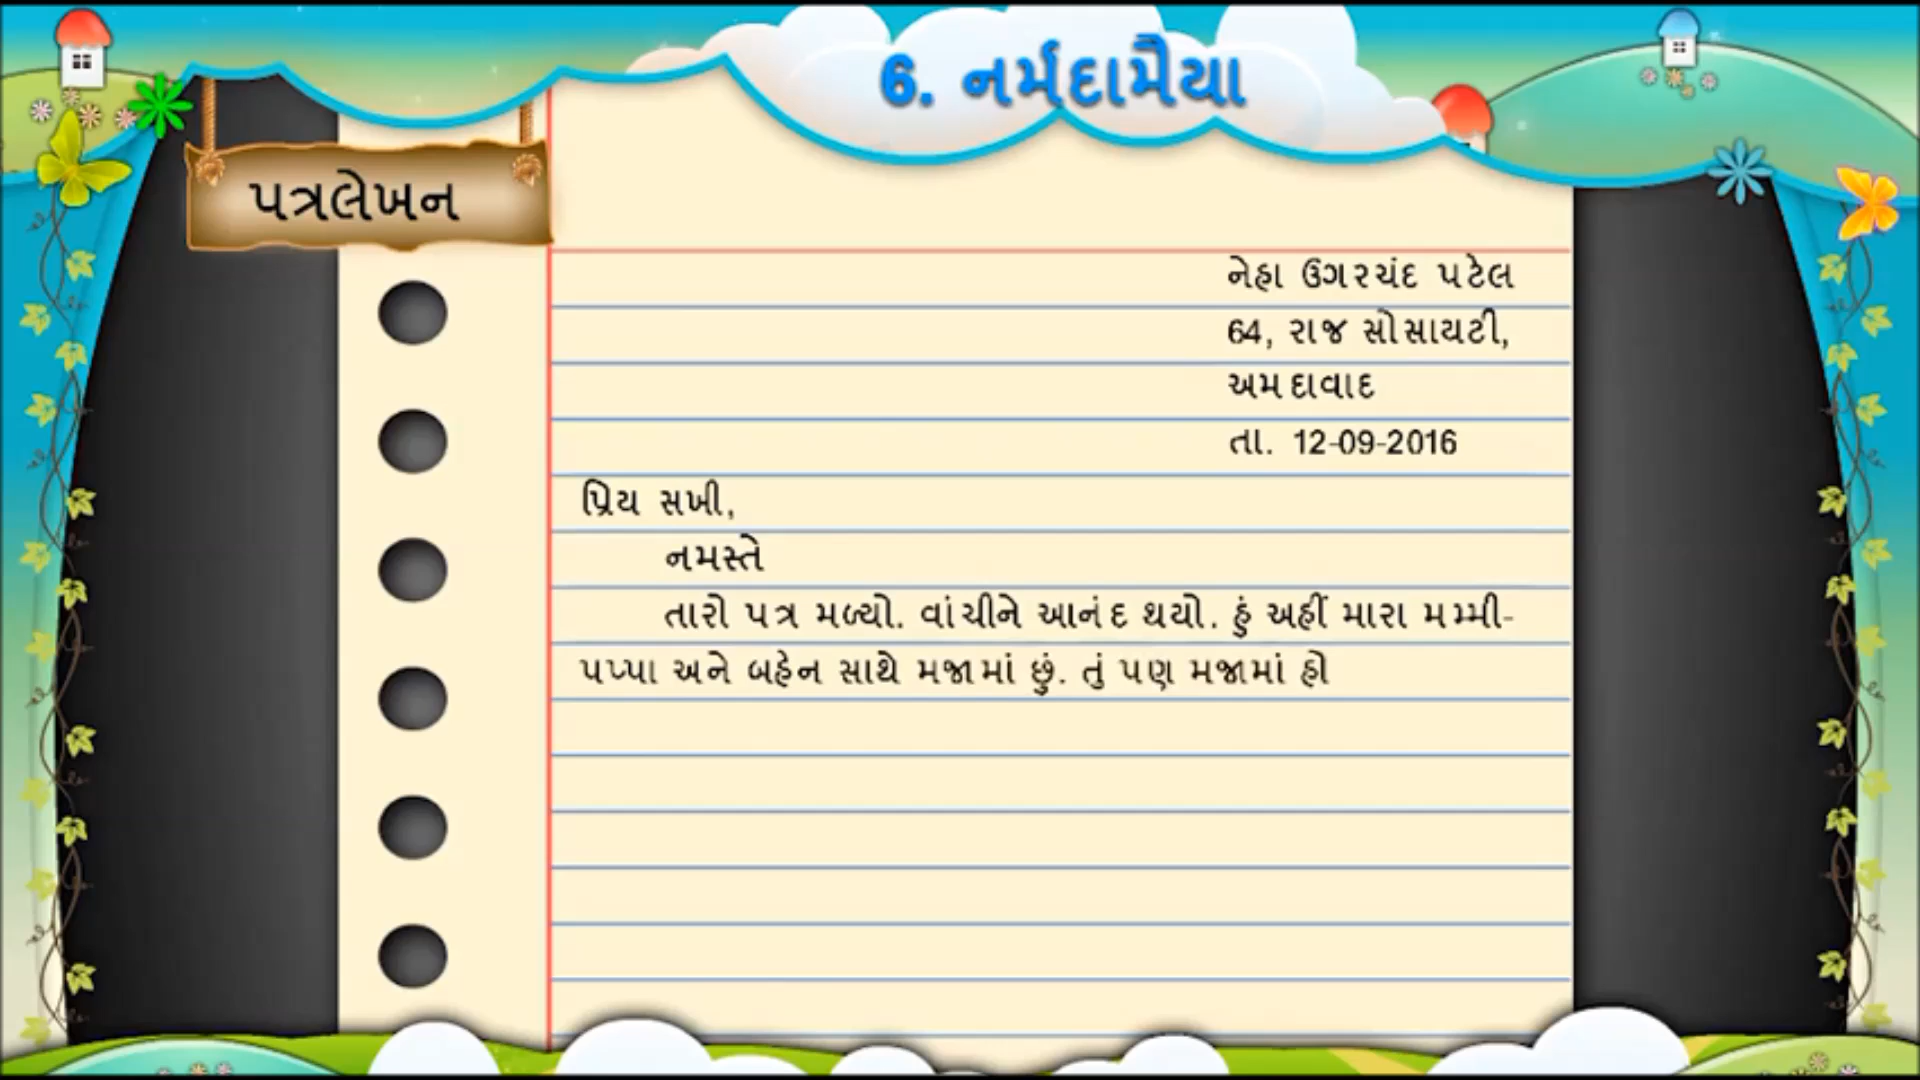 6. નર્મદામૈયા
પત્રલેખન
નેહા ઉગરચંદ પટેલ
64, રાજ સોસાયટી,
અમદાવાદ
તા. 12-09-2016
પ્રિય સખી,
નમસ્તે
તારો પત્ર મળ્યો. વાંચીને આનંદ થયો. હું અહીં મારા મમ્મી-
પપ્પા અને બહેન સાથે મજામાં છું. તું પણ મજામાં હો